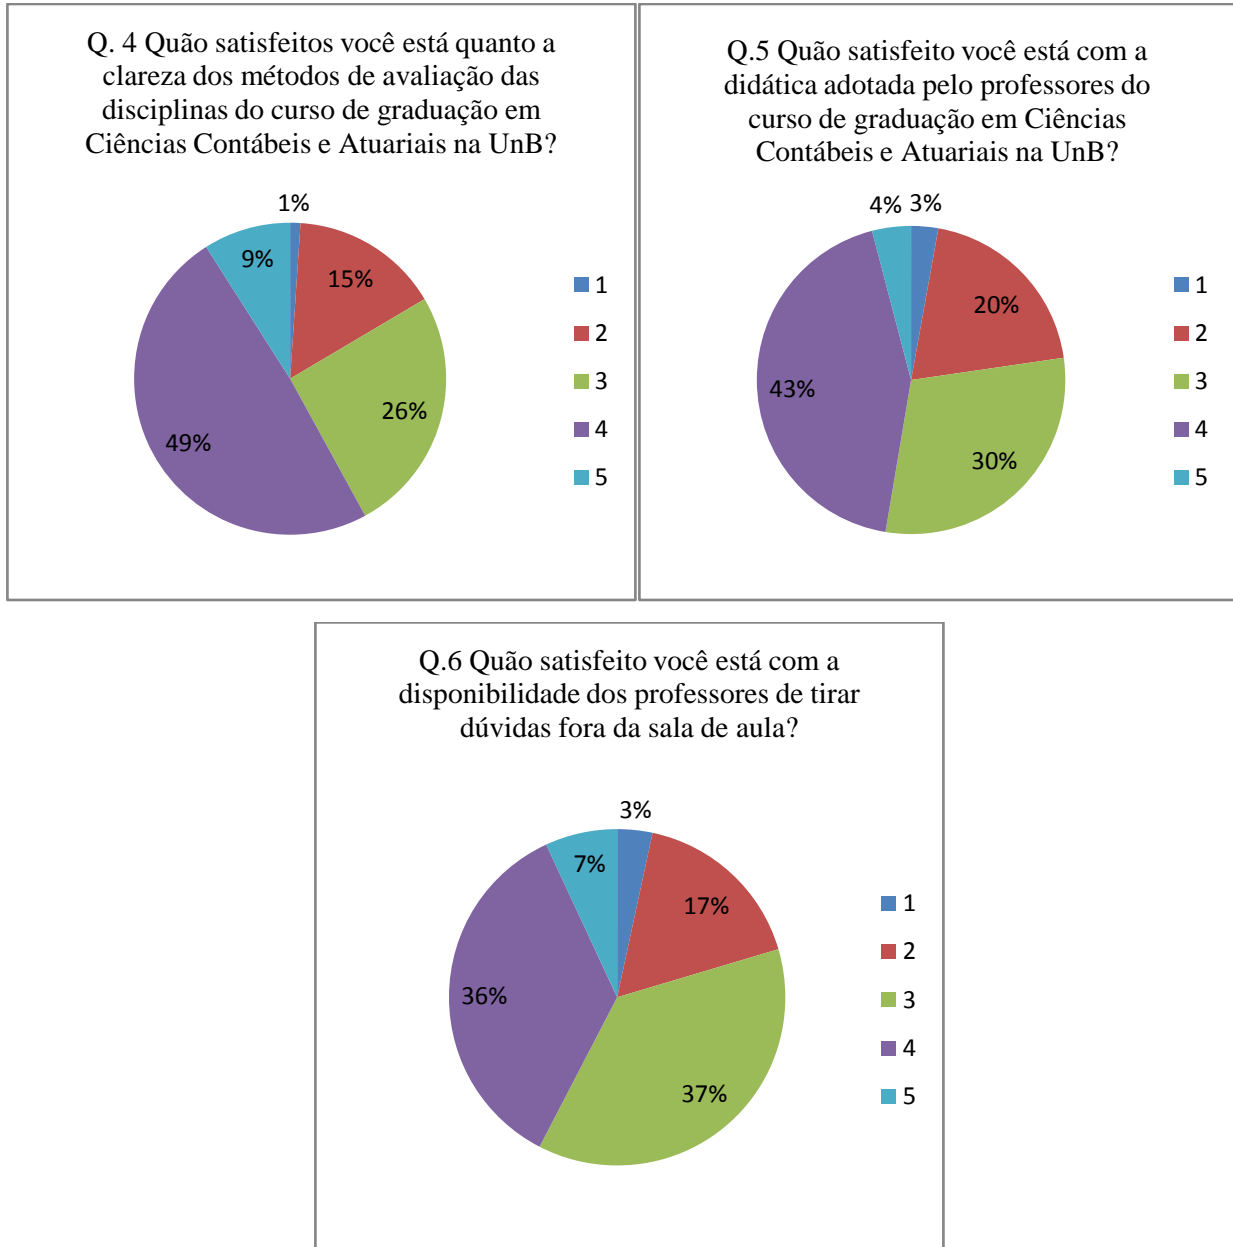 Q. 4 Quão satisfeitos você está quanto a
clareza dos métodos de avaliação das
disciplinas do curso de graduação em
Ciências Contábeis e Atuariais na UnB?
1%
9%
15%
26%
49%
1
2
3
4
5
Q.5 Quão satisfeito você está com a
didática adotada pelo professores do
curso de graduação em Ciências
Contábeis e Atuariais na UnB?
4% 3%
20%
43%
30%
1
2
3
4
5
Q.6 Quão satisfeito você está com a
disponibilidade dos professores de tirar
dúvidas fora da sala de aula?
3%
7%
17%
36%
37%
1
2
3
4
5